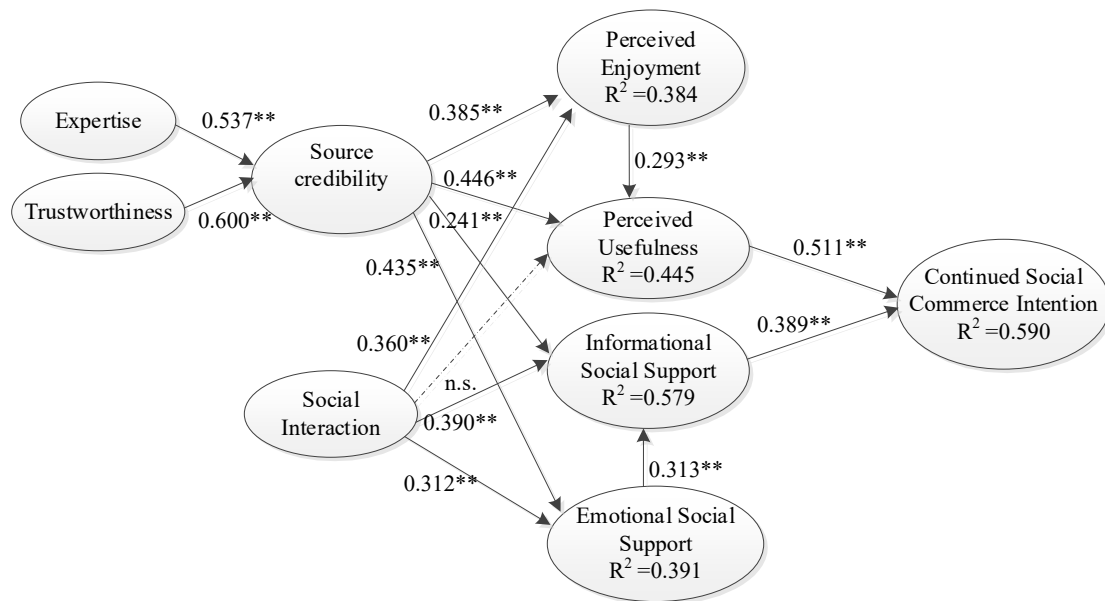 Perceived
Enjoyment
R² =0.384
Expertise
0.537**
0.385**
Source
credibility
0.293**
0.446**
Trustworthiness
0.600**
0.241**
Perceived
Usefulness
R² =0.445
0.511**
0.435**
Continued Social
Commerce Intention
R² =0.590
0.389**
0.360**
Informational
Social Support
R² =0.579
n.s.
Social
Interaction
0.390**
0.313**
0.312**
Emotional Social
Support
R² =0.391